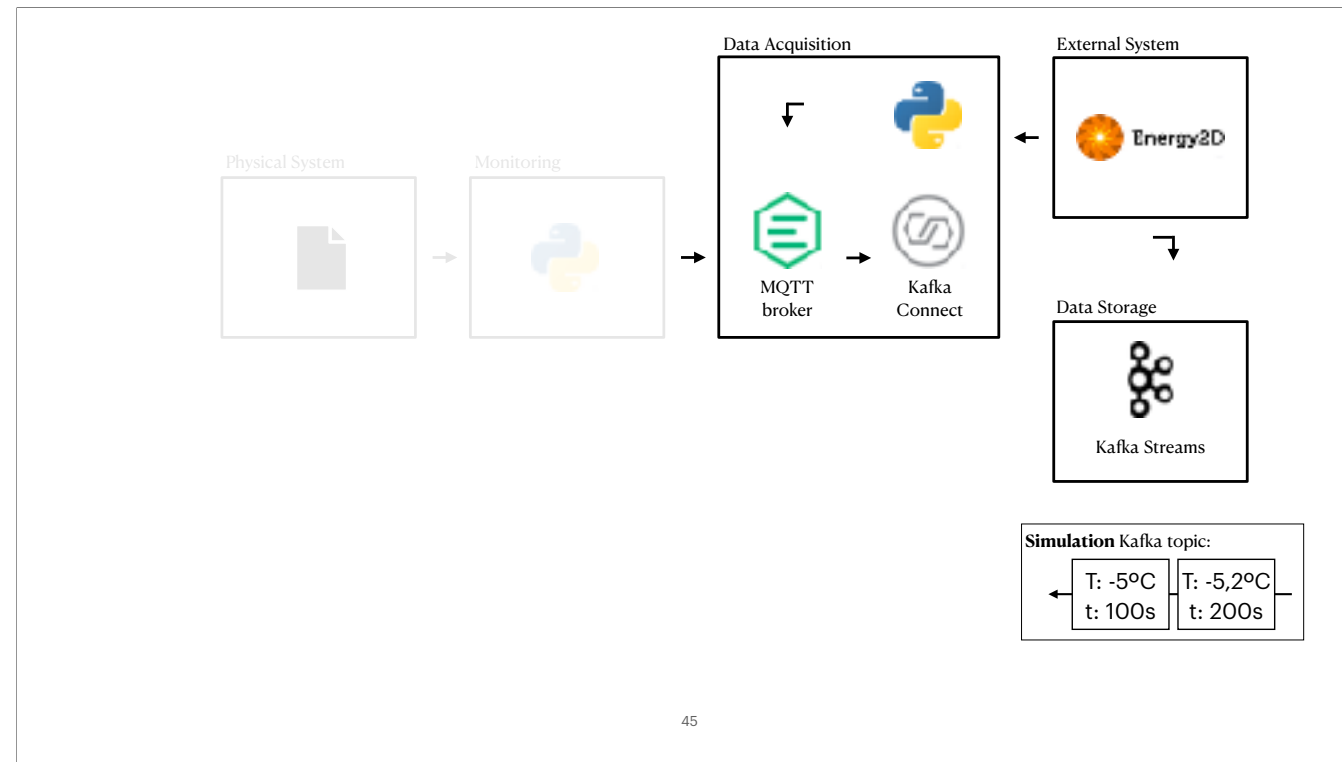 Data Acquisition
External System
Energy2D
Physical System
Monitoring
MQTT
broker
Kafka
Connect
Data Storage
Kafka Streams
Simulation Kafka topic:
T: -5ºC
t: 100s
T: -5,2ºC
t: 200s
45